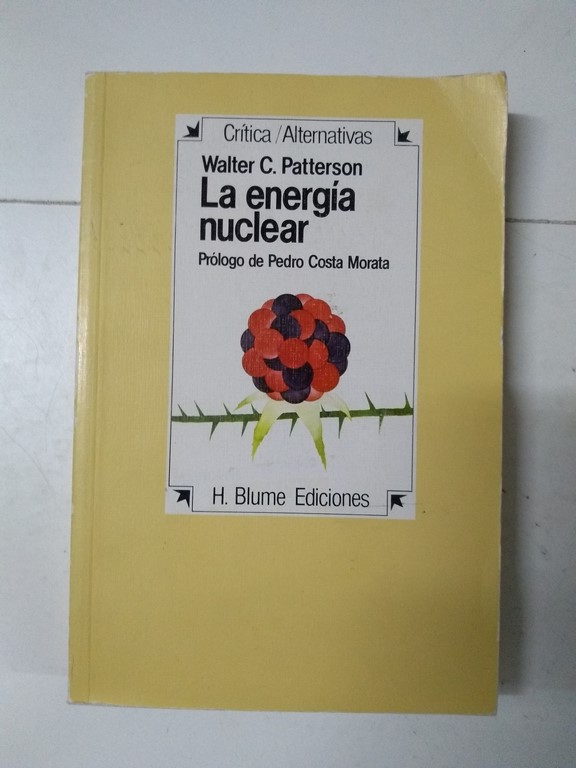 Crítica/Alternativas
Walter C. Patterson
La energía
nuclear
Prólogo de Pedro Costa Morata
H. Blume Ediciones